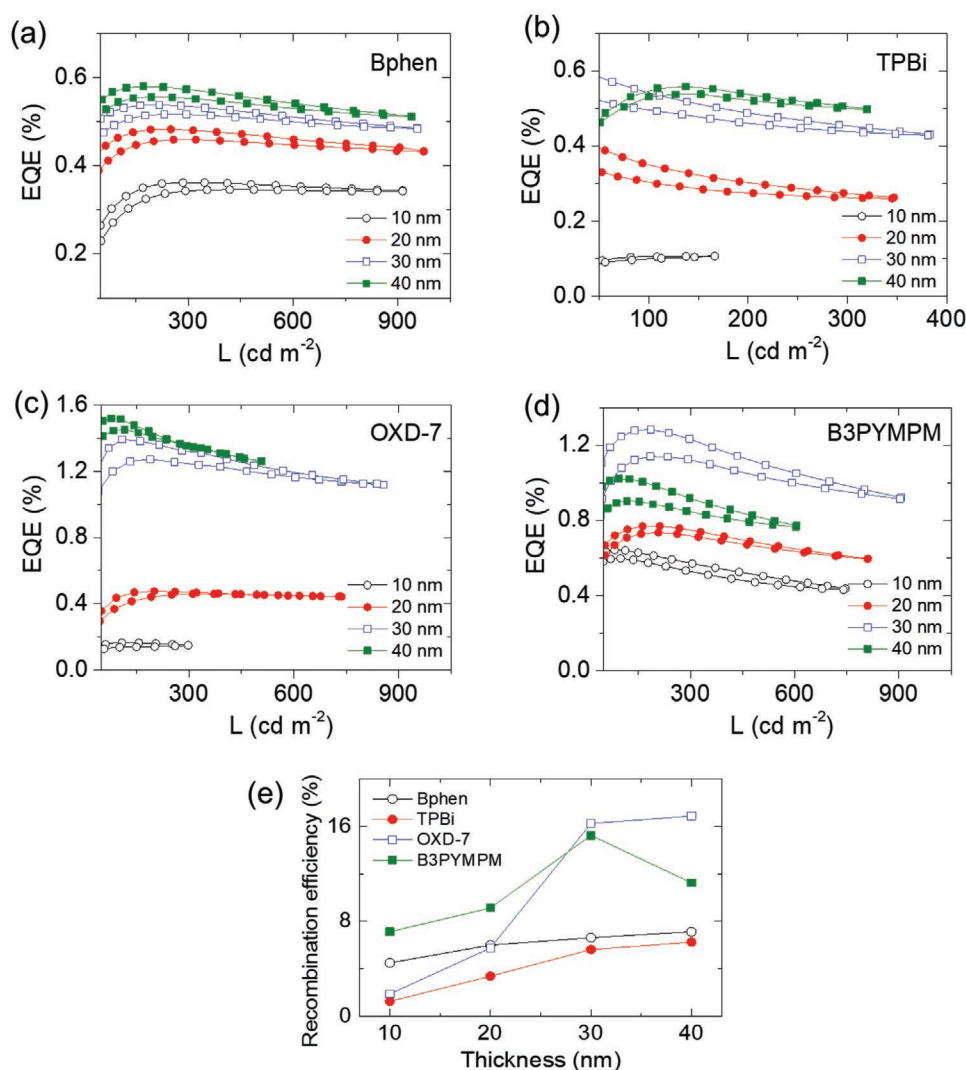 (a)
Bphen
EQE (%)
0.6
0.4
0.2
300 600 900
L (cd m⁻²)
10 nm
20 nm
30 nm
40 nm
(b)
TPBi
EQE (%)
0.6
0.4
0.2
0.0
100 200 300 400
L (cd m⁻²)
10 nm
20 nm
30 nm
40 nm
(c)
OXD-7
EQE (%)
1.6
1.2
0.8
0.4
0.0
300 600 900
L (cd m⁻²)
10 nm
20 nm
30 nm
40 nm
(d)
B3PYMPM
EQE (%)
1.2
0.8
0.4
0.0
300 600 900
L (cd m⁻²)
10 nm
20 nm
30 nm
40 nm
(e)
Recombination efficiency (%)
16
8
0
Bphen
TPBi
OXD-7
B3PYMPM
10 20 30 40
Thickness (nm)